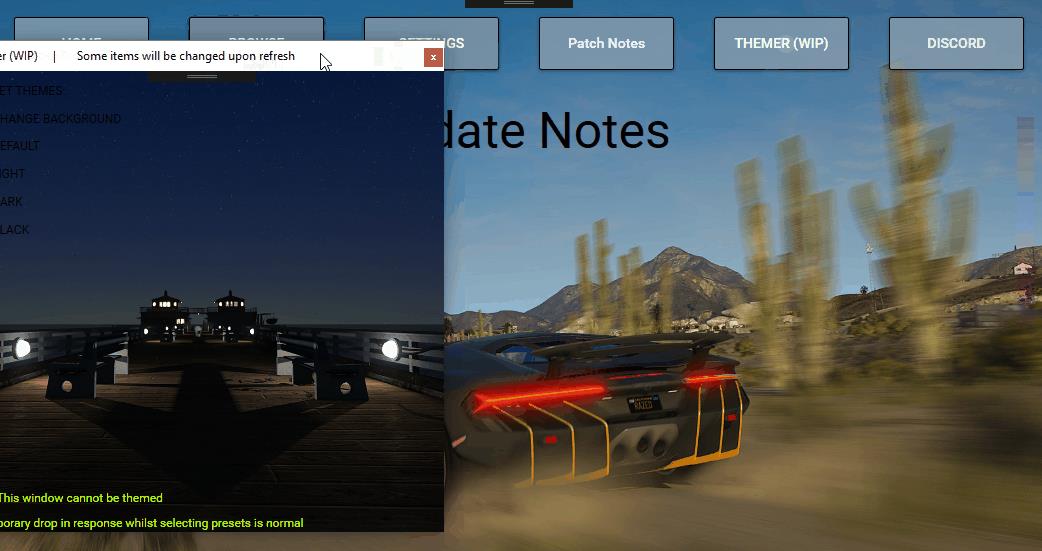 HOME
BROWSE
SETTINGS
Patch Notes
THEMER (WIP)
DISCORD
er (WIP) | Some items will be changed upon refresh
x
ET THEMES:
HANGE BACKGROUND
EFAULT
IGHT
ARK
LACK
date Notes
RAZED
This window cannot be themed
porary drop in response whilst selecting presets is normal